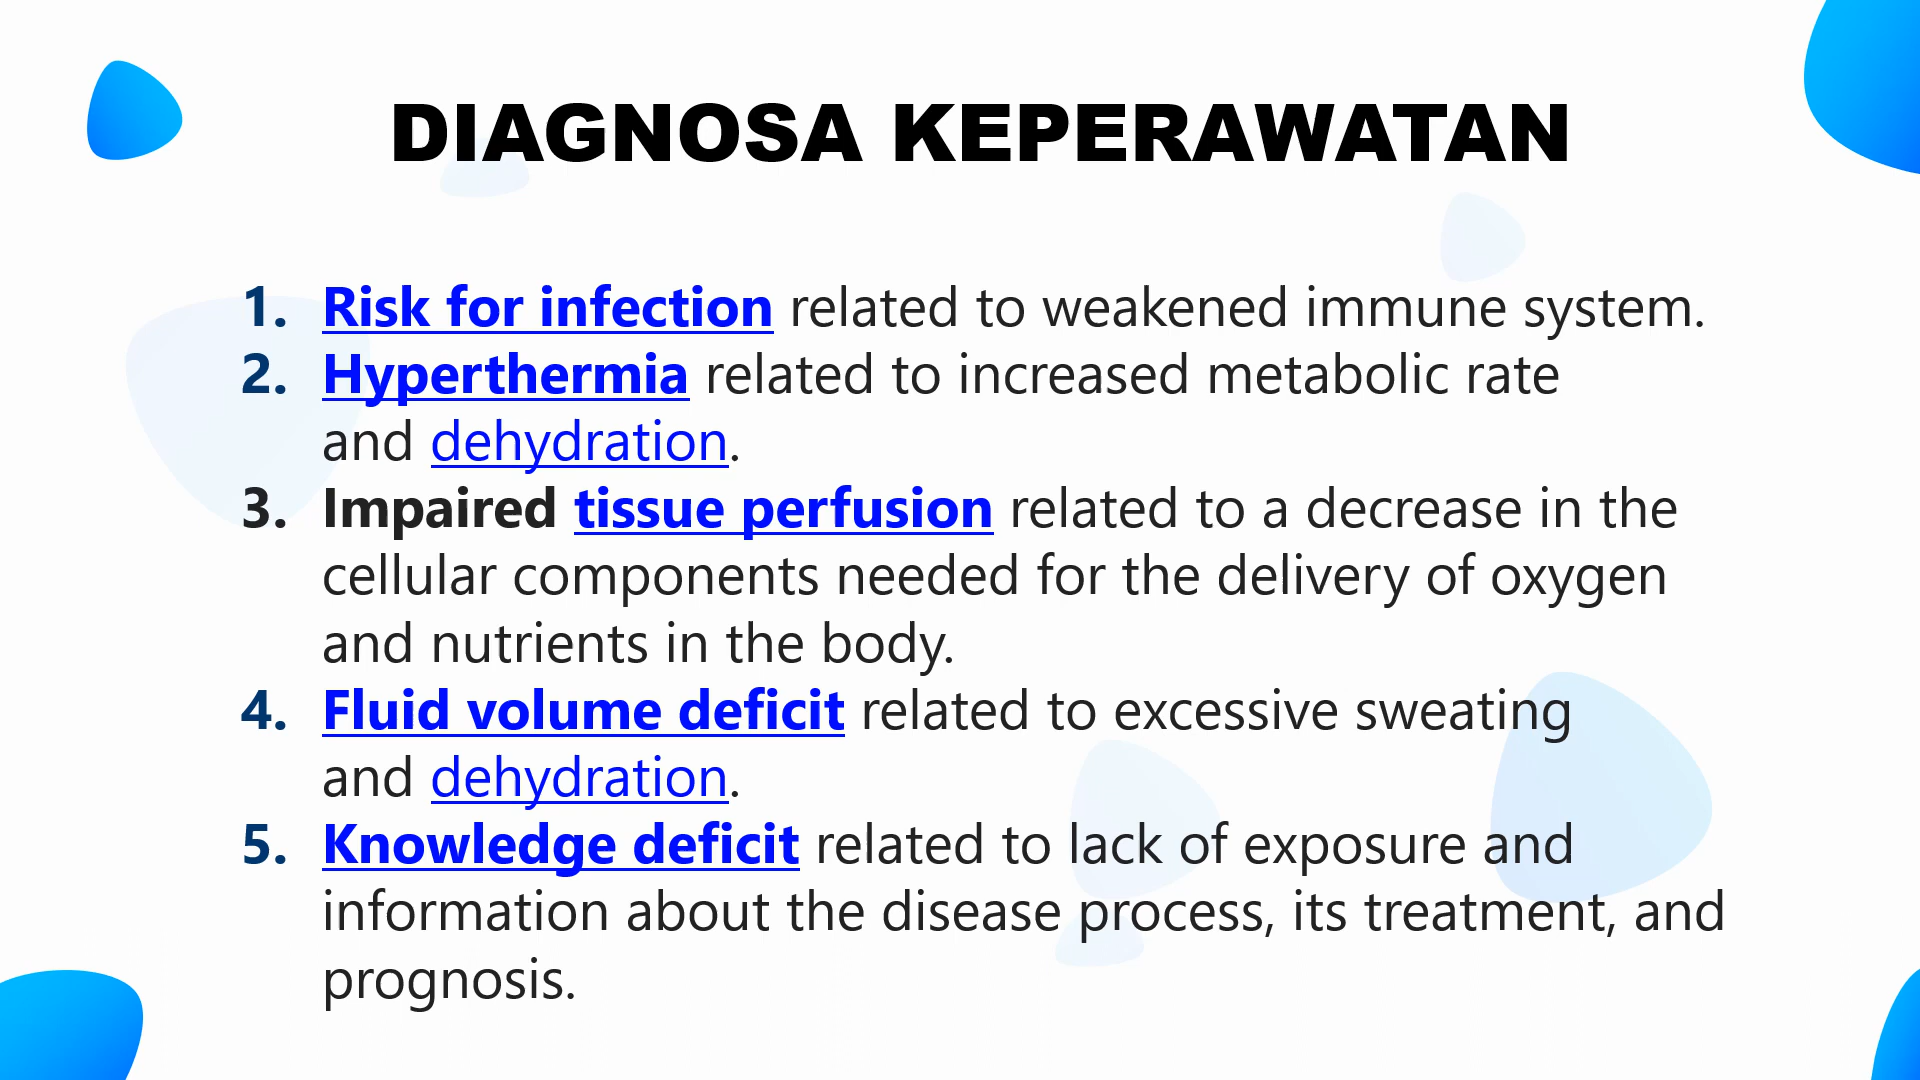 DIAGNOSA KEPERAWATAN
1. Risk for infection related to weakened immune system.
2. Hyperthermia related to increased metabolic rate
and dehydration.
3. Impaired tissue perfusion related to a decrease in the
cellular components needed for the delivery of oxygen
and nutrients in the body.
4. Fluid volume deficit related to excessive sweating
and dehydration.
5. Knowledge deficit related to lack of exposure and
information about the disease process, its treatment, and
prognosis.